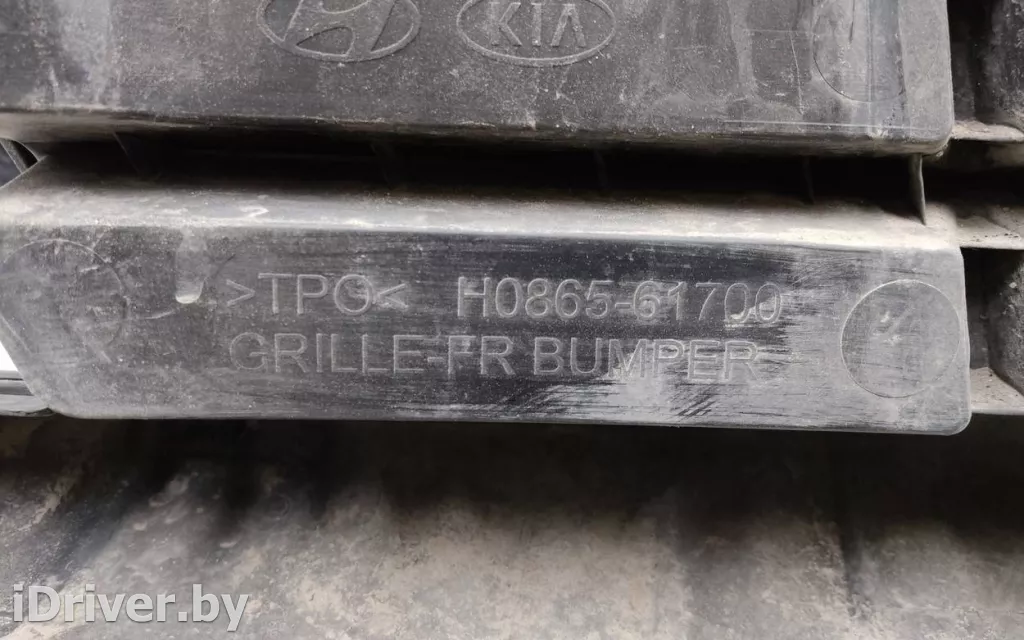 KIA
>TPO< H0865-61700
GRILLE-FR BUMPER
iDriver.by